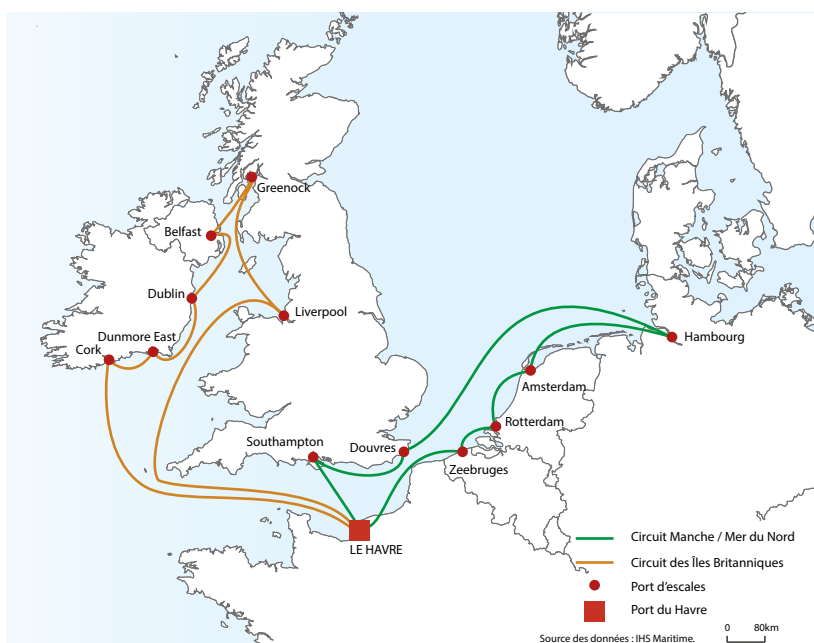 Greenock
Belfast
Dublin
Liverpool
Dunmore East
Cork
Hambourg
Amsterdam
Rotterdam
Southampton
Douvres
Zeebruges
LE HAVRE
Circuit Manche / Mer du Nord
Circuit des Îles Britanniques
Port d'escales
Port du Havre
Source des données : IHS Maritime.
0 80km